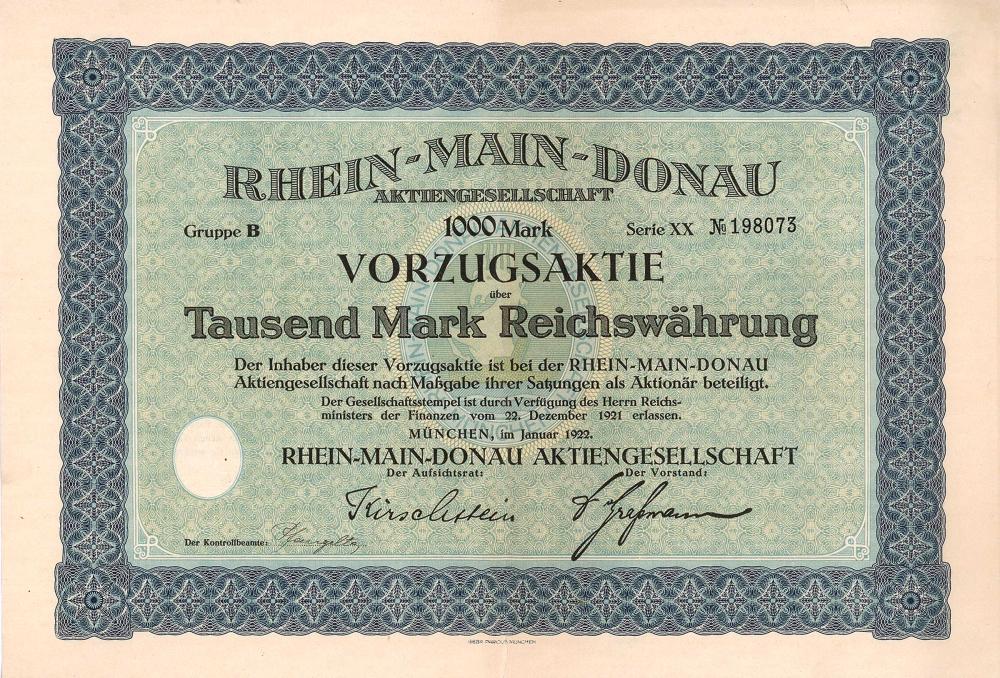 RHEIN-MAIN-DONAU
AKTIENGESELLSCHAFT
Gruppe B 1000 Mark Serie XX № 198073
VORZUGSAKTIE
über
Tausend Mark Reichswährung
Der Inhaber dieser Vorzugsaktie ist bei der RHEIN-MAIN-DONAU
Aktiengesellschaft nach Maßgabe ihrer Satzungen als Aktionär beteiligt.
Der Gesellschaftsstempel ist durch Verfügung des Herrn Reichs-
ministers der Finanzen vom 22. Dezember 1921 erlassen.
MÜNCHEN, im Januar 1922.
RHEIN-MAIN-DONAU AKTIENGESELLSCHAFT
Der Aufsichtsrat: Der Vorstand:
Kirschstein
Der Kontrollbeamte: